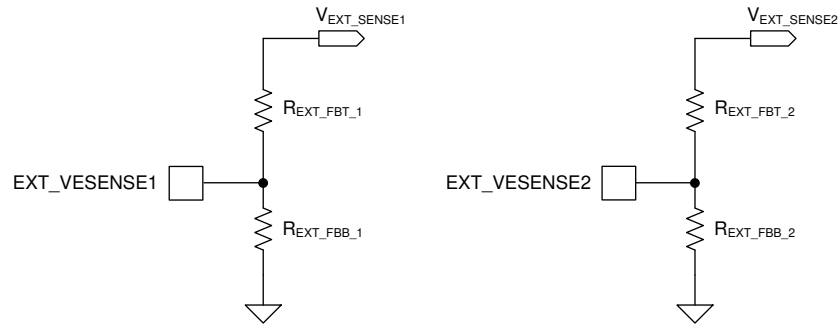 V_EXT_SENSE1
R_EXT_FBT_1
EXT_VESENSE1
R_EXT_FBB_1
V_EXT_SENSE2
R_EXT_FBT_2
EXT_VESENSE2
R_EXT_FBB_2